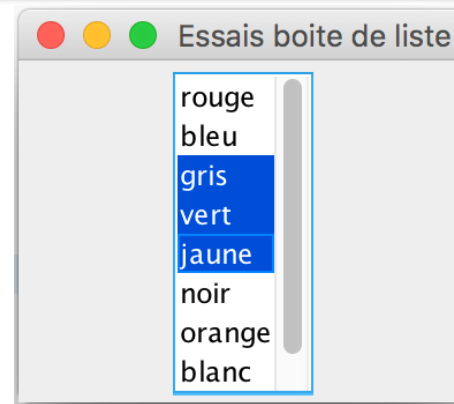 Essais boite de liste
rouge
bleu
gris
vert
jaune
noir
orange
blanc